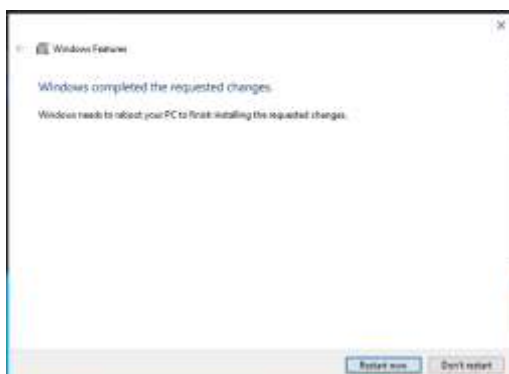 Windows Features
Windows completed the requested changes.
Windows needs to reboot your PC to finish installing the requested changes.
Restart now
Don't restart